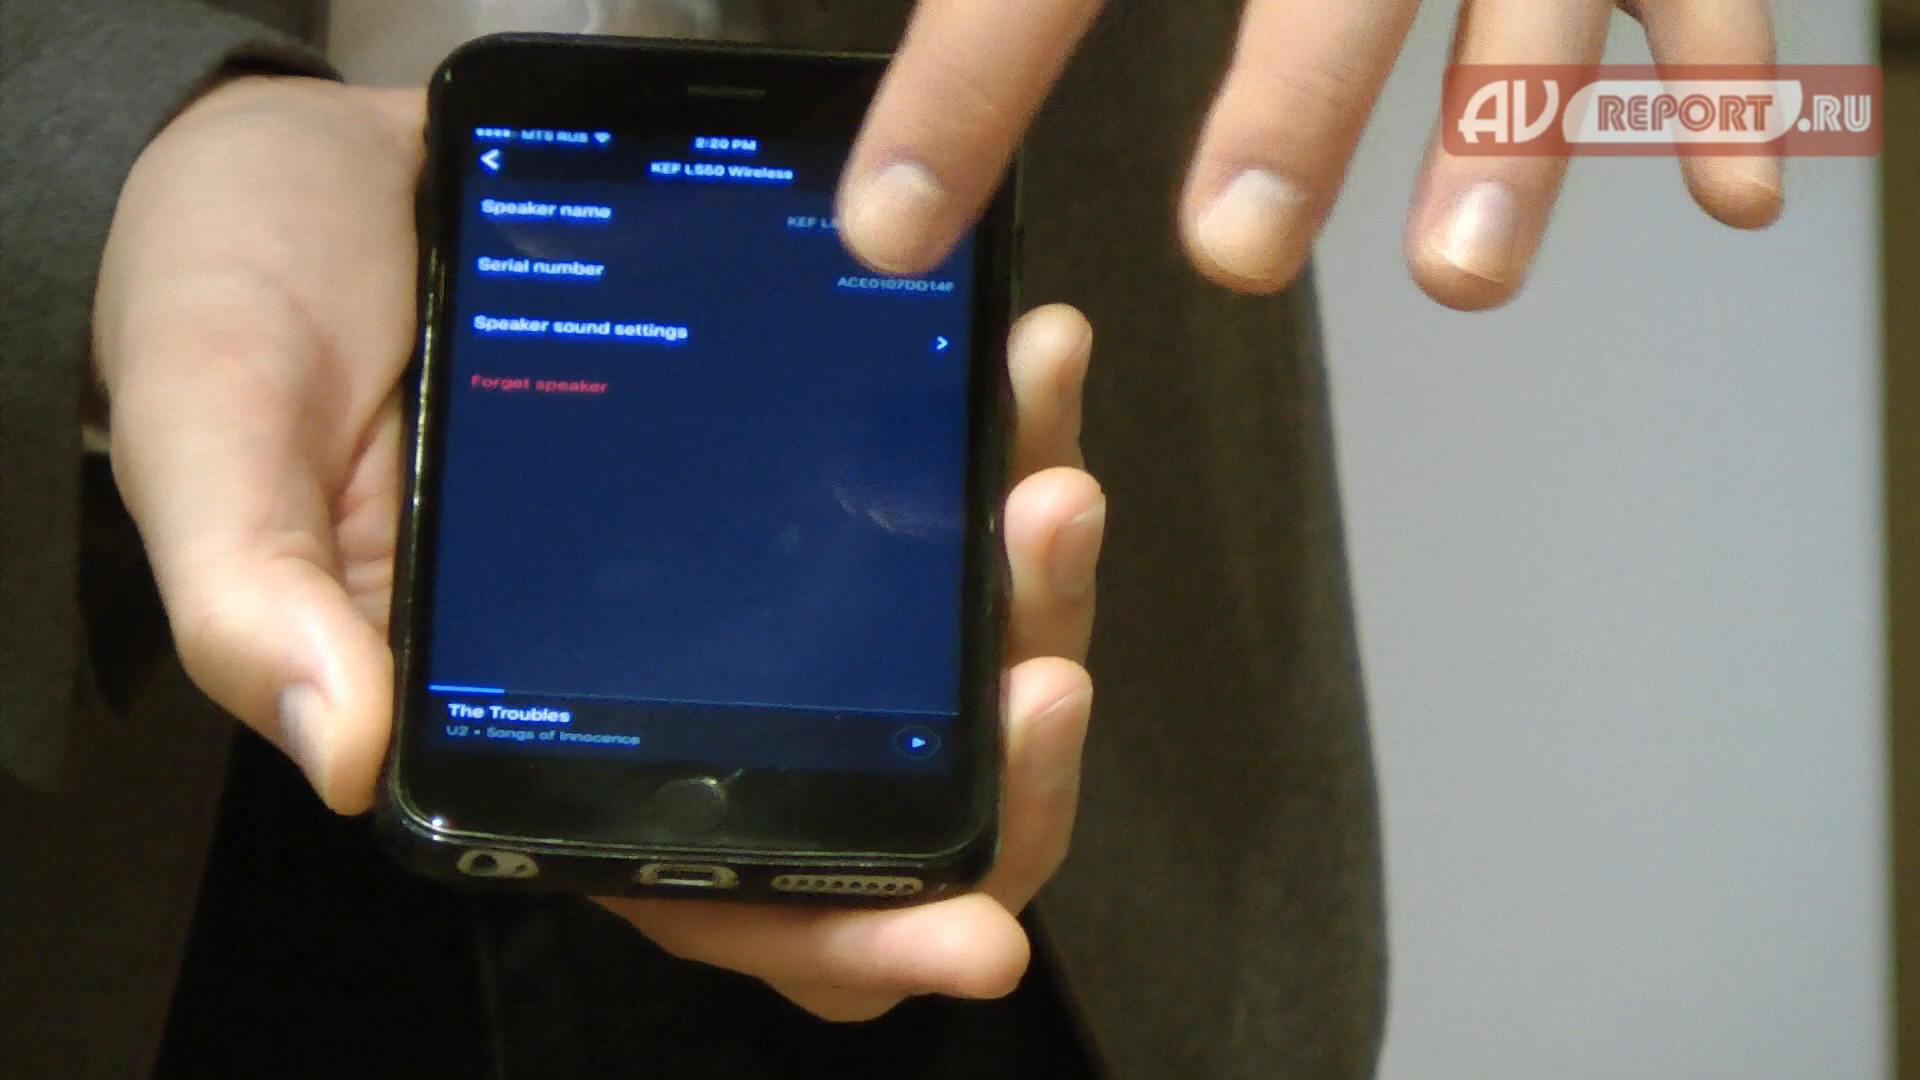 MTS RUS
2:20 PM
KEF LS50 Wireless
Speaker name
KEF
Serial number
Speaker sound settings
Forget speaker
The Troubles
U2 • Songs of Innocence
AV REPORT.RU